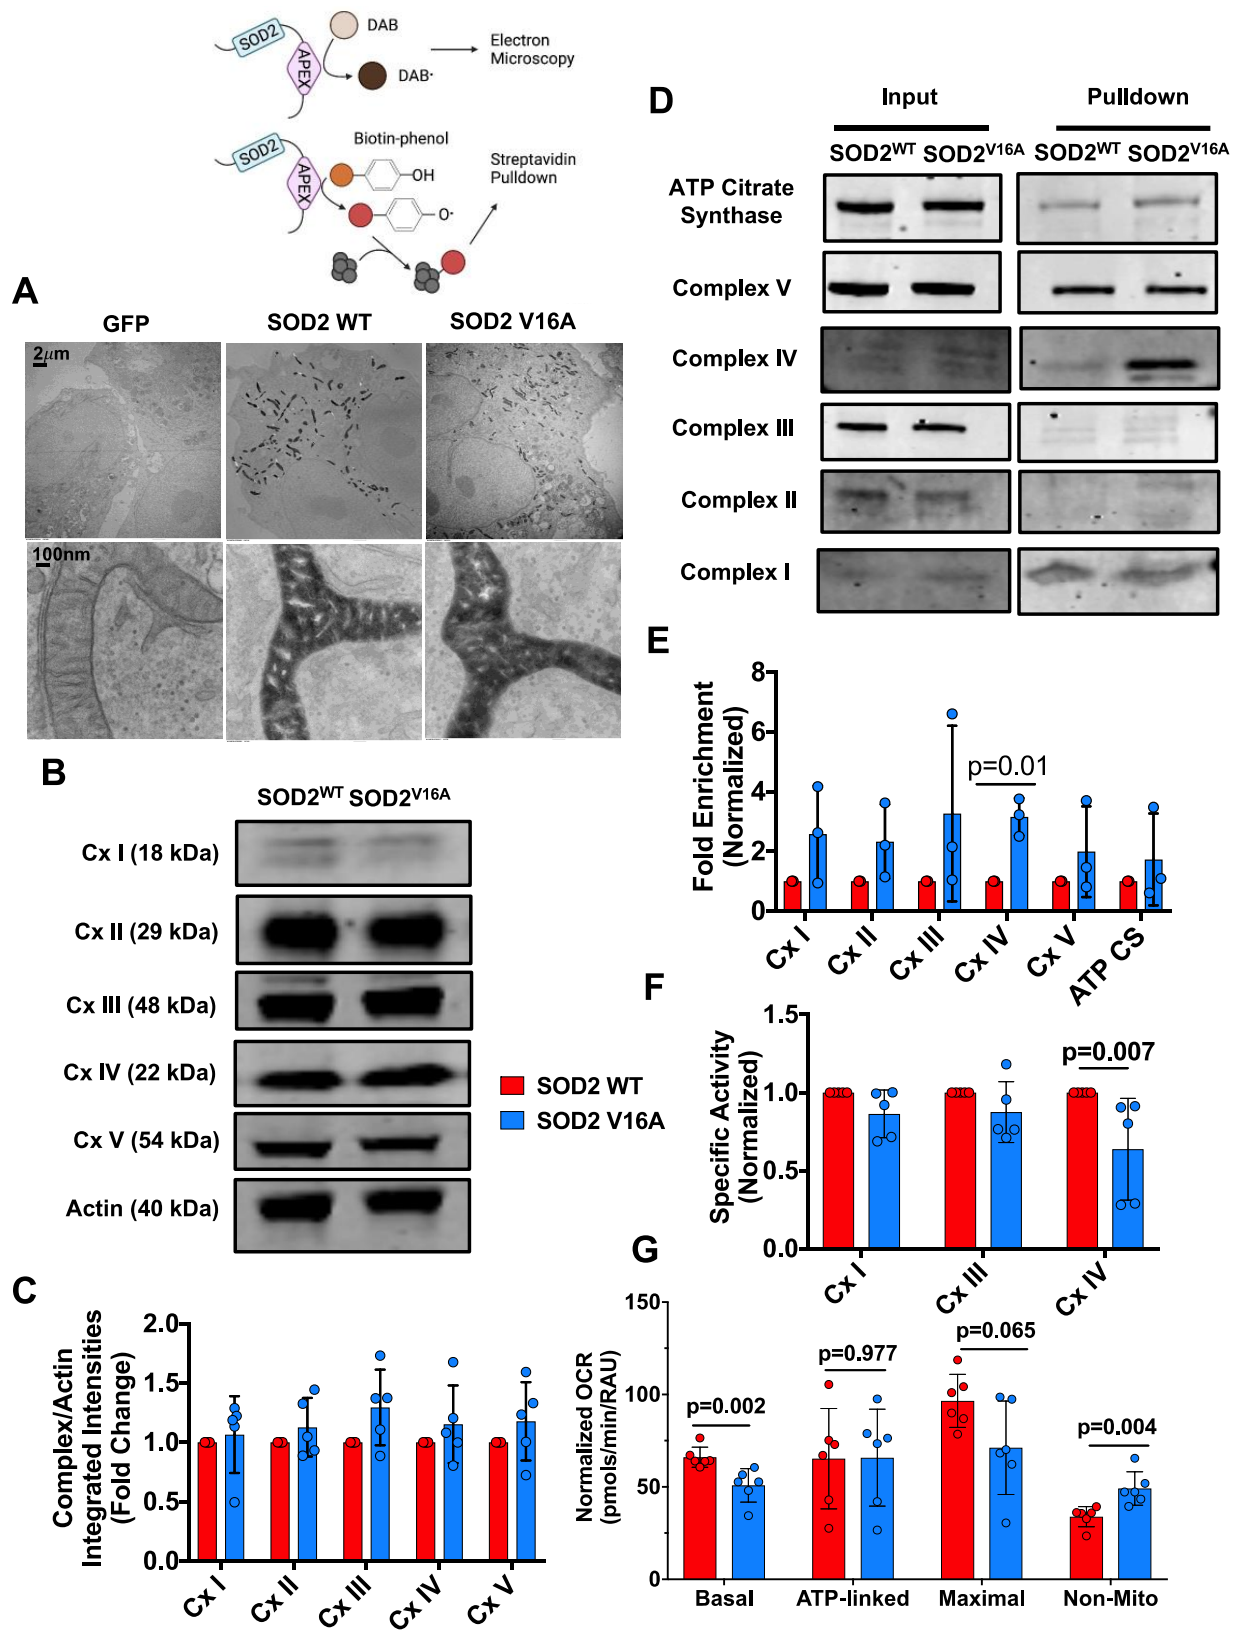 SOD2
APEX
DAB
DAB·
Electron
Microscopy
SOD2
APEX
Biotin-phenol
OH
O·
Streptavidin
Pulldown
A
GFP
SOD2 WT
SOD2 V16A
2μm
100nm
B
SOD2WT SOD2V16A
Cx I (18 kDa)
Cx II (29 kDa)
Cx III (48 kDa)
Cx IV (22 kDa)
Cx V (54 kDa)
Actin (40 kDa)
SOD2 WT
SOD2 V16A
C
Complex/Actin
Integrated Intensities
(Fold Change)
2.0
1.5
1.0
0.5
0.0
Cx I
Cx II
Cx III
Cx IV
Cx V
D
Input
Pulldown
SOD2WT SOD2V16A
SOD2WT SOD2V16A
ATP Citrate
Synthase
Complex V
Complex IV
Complex III
Complex II
Complex I
E
Fold Enrichment
(Normalized)
8
6
4
2
0
p=0.01
Cx I
Cx II
Cx III
Cx IV
Cx V
ATP CS
F
Specific Activity
(Normalized)
1.5
1.0
0.5
0.0
p=0.007
Cx I
Cx III
Cx IV
G
Normalized OCR
(pmols/min/RAU)
150
100
50
0
p=0.002
p=0.977
p=0.065
p=0.004
Basal
ATP-linked
Maximal
Non-Mito